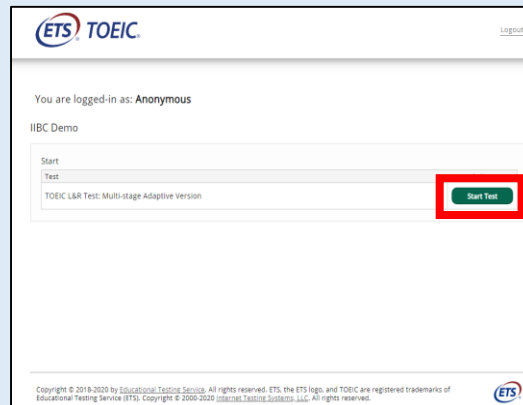 ETS TOEIC®
Logout
You are logged-in as: Anonymous
IIBC Demo
Start
Test
TOEIC L&R Test: Multi-stage Adaptive Version
Start Test
Copyright © 2018-2020 by Educational Testing Service. All rights reserved. ETS, the ETS logo, and TOEIC are registered trademarks of
Educational Testing Service (ETS). Copyright © 2000-2020 Internet Testing Systems, LLC. All rights reserved.
ETS